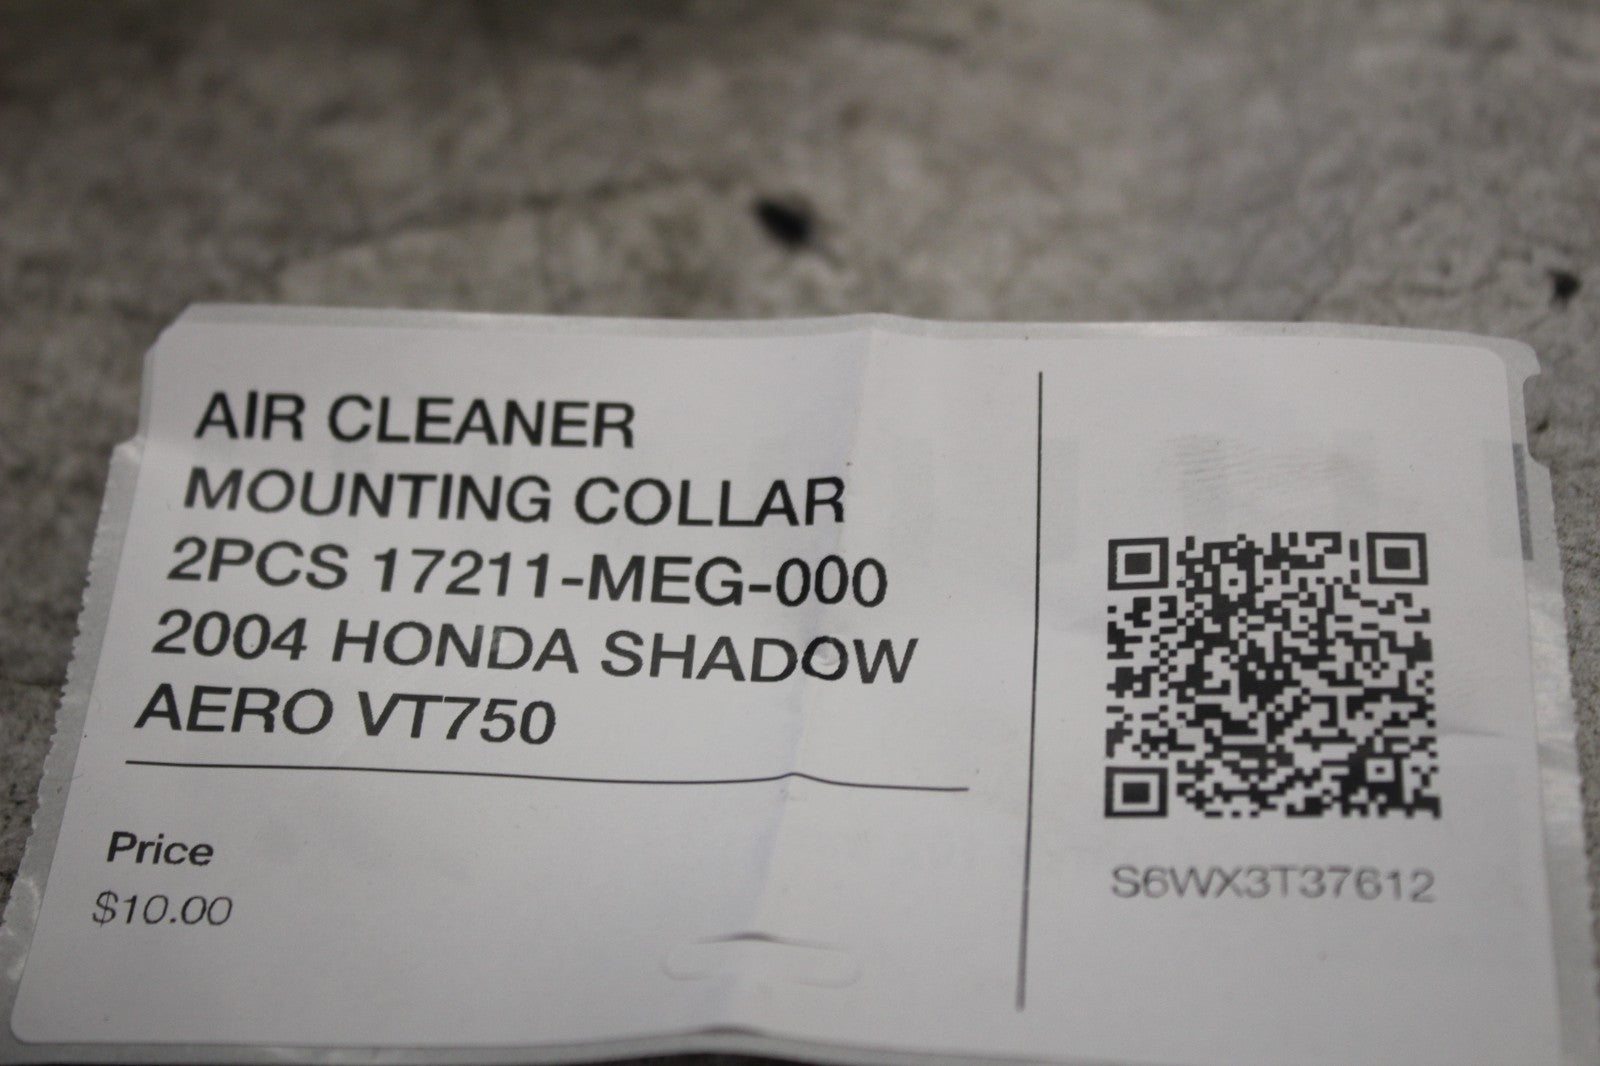 AIR CLEANER
MOUNTING COLLAR
2PCS 17211-MEG-000
2004 HONDA SHADOW
AERO VT750
Price
$10.00
S6WX3T37612